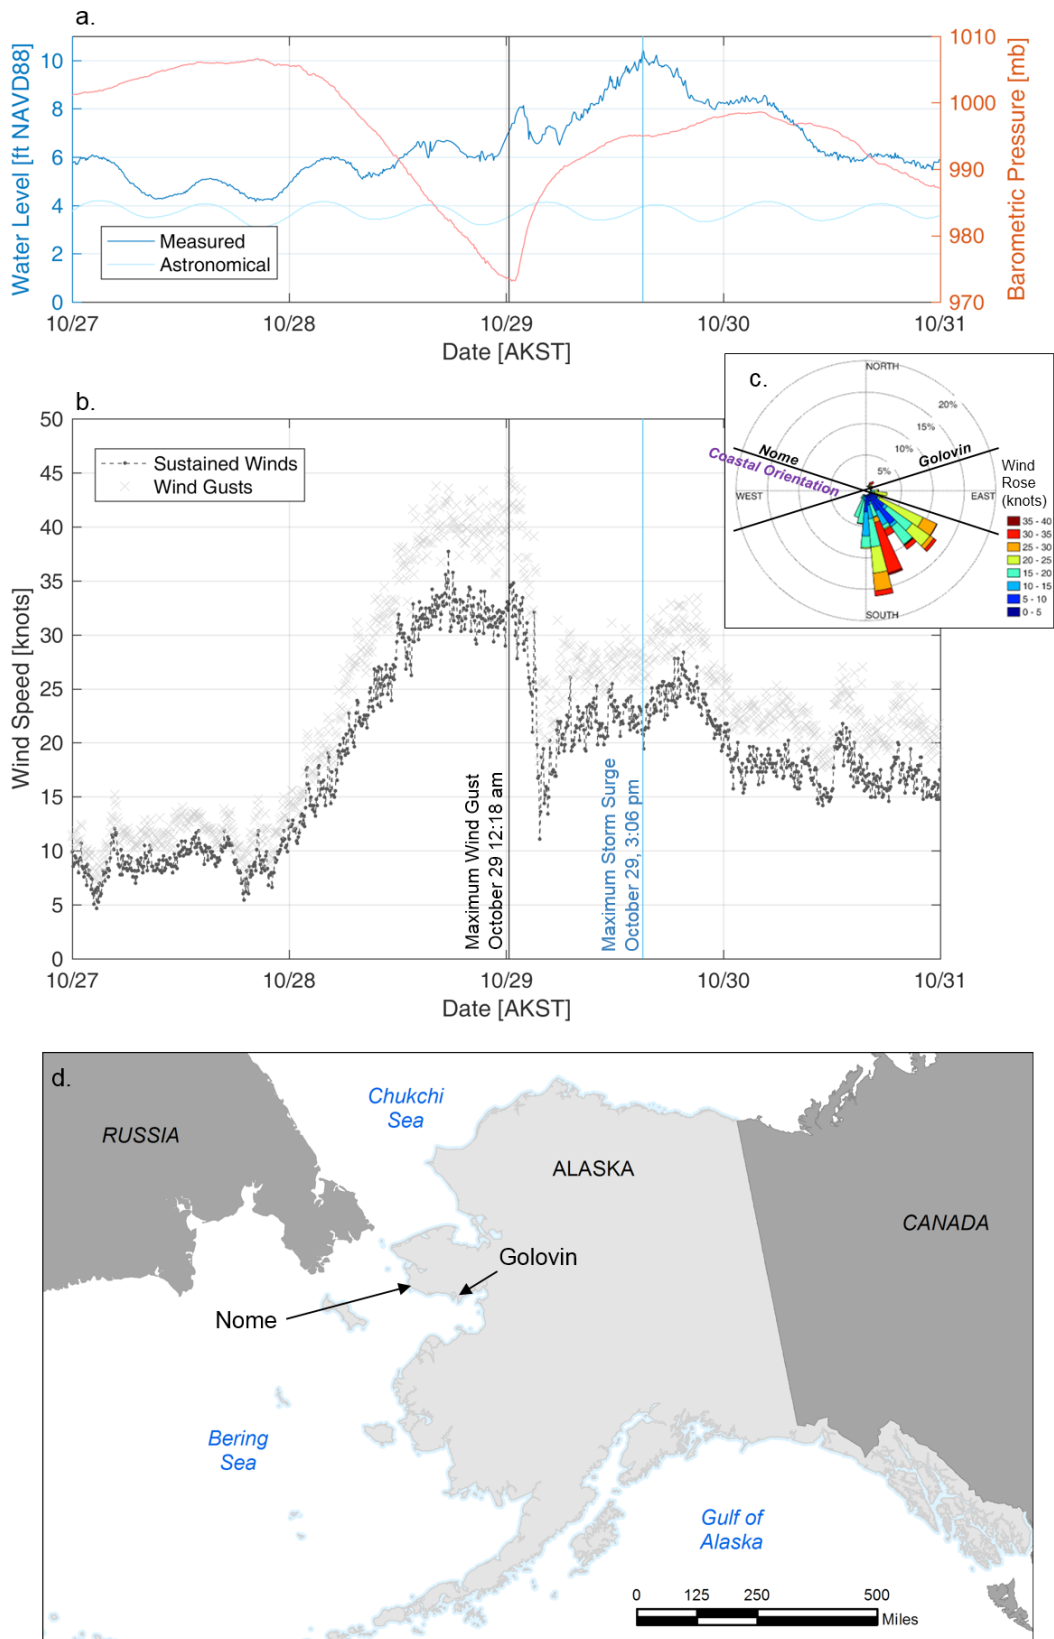 a.
Water Level [ft NAVD88]
10
8
6
4
2
0
Measured
Astronomical
1010
1000
990
980
970
Barometric Pressure [mb]
10/27
10/28
10/29
10/30
10/31
Date [AKST]
b.
Wind Speed [knots]
50
45
40
35
30
25
20
15
10
5
0
Sustained Winds
Wind Gusts
Maximum Wind Gust
October 29 12:18 am
Maximum Storm Surge
October 29, 3:06 pm
10/27
10/28
10/29
10/30
10/31
Date [AKST]
c.
NORTH
20%
15%
10%
5%
Nome
Golovin
Coastal Orientation
WEST
EAST
SOUTH
Wind
Rose
(knots)
35 - 40
30 - 35
25 - 30
20 - 25
15 - 20
10 - 15
5 - 10
0 - 5
d.
Chukchi
Sea
RUSSIA
ALASKA
CANADA
Golovin
Nome
Bering
Sea
Gulf of
Alaska
0 125 250 500
Miles